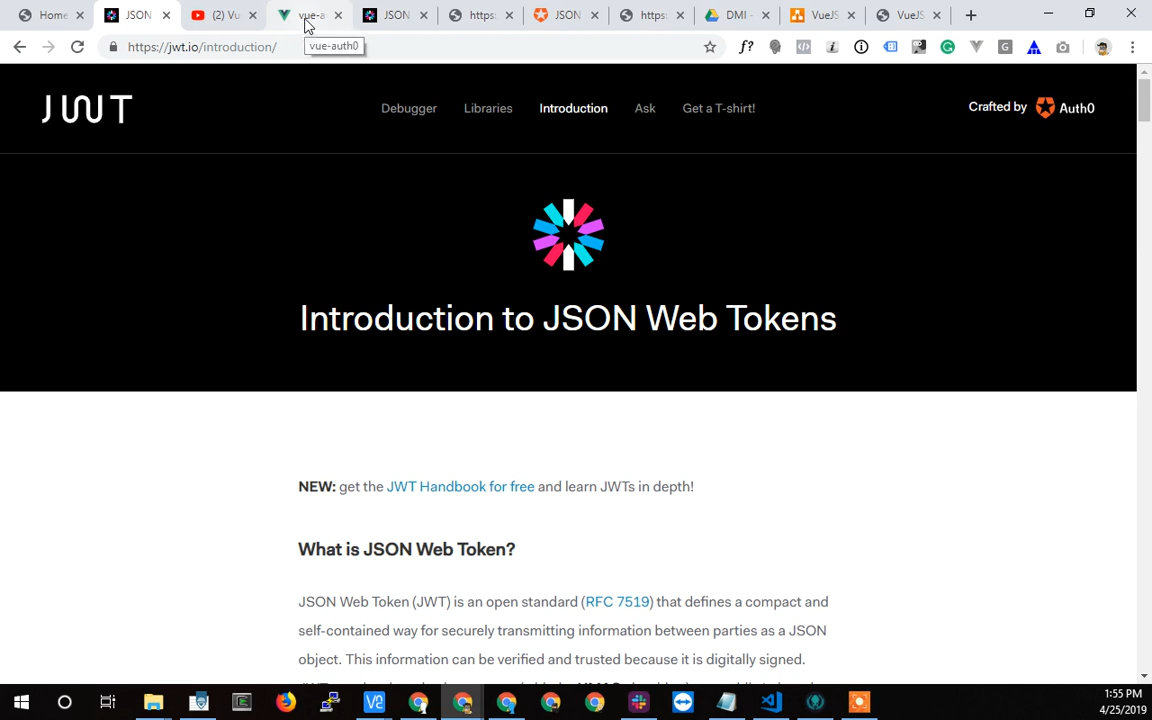 Home
JSON
(2) Vu
vue-a
JSON
https:
JSON
https:
DMI -
VueJS
VueJS
https://jwt.io/introduction/
f?
vue-auth0
JWT
Debugger
Libraries
Introduction
Ask
Get a T-shirt!
Crafted by
Auth0
Introduction to JSON Web Tokens
NEW: get the JWT Handbook for free and learn JWTs in depth!
What is JSON Web Token?
JSON Web Token (JWT) is an open standard (RFC 7519) that defines a compact and
self-contained way for securely transmitting information between parties as a JSON
object. This information can be verified and trusted because it is digitally signed.
1:55 PM
4/25/2019